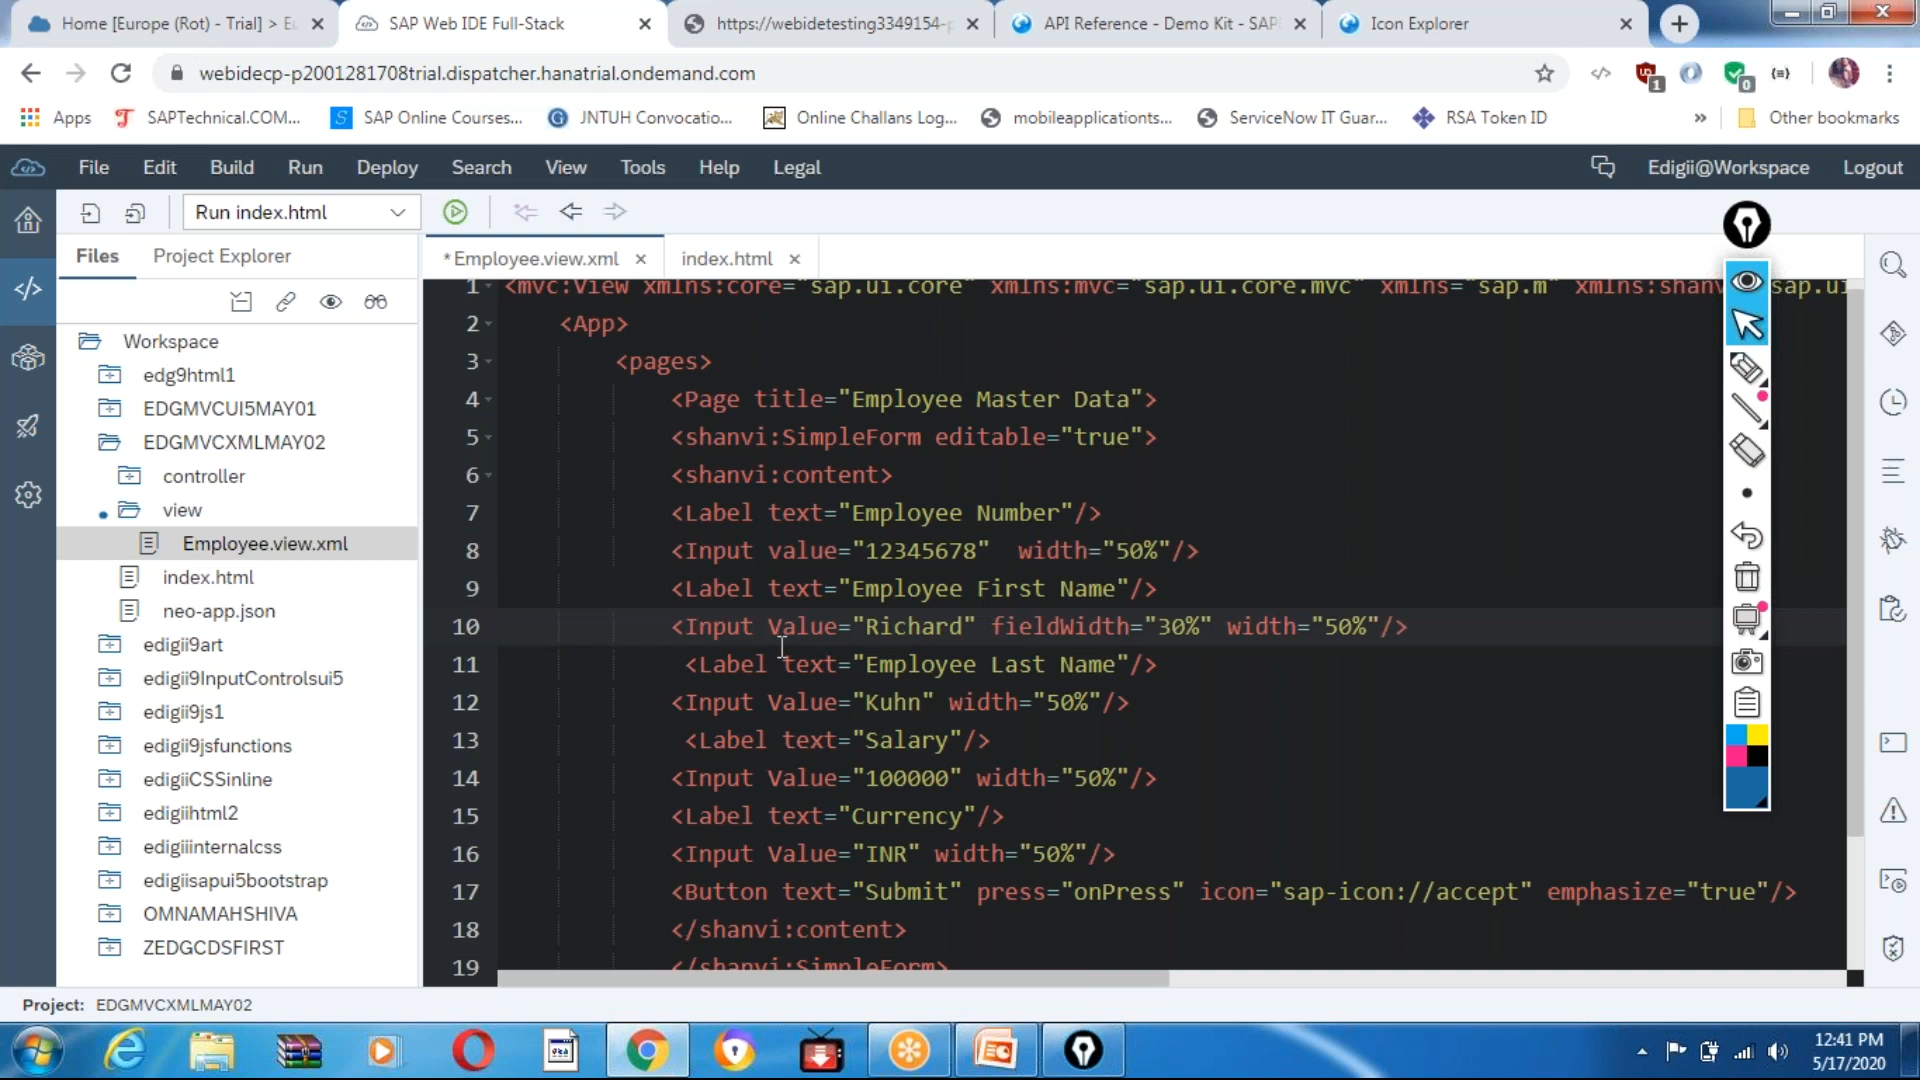 Home [Europe (Rot) - Trial] > Eu
SAP Web IDE Full-Stack
https://webidetesting3349154-p
API Reference - Demo Kit - SAP
Icon Explorer
webidecp-p2001281708trial.dispatcher.hanatrial.ondemand.com
1
0
Apps
SAPTechnical.COM...
SAP Online Courses...
JNTUH Convocatio...
Online Challans Log...
mobileapplicationts...
ServiceNow IT Guar...
RSA Token ID
»
Other bookmarks
File Edit Build Run Deploy Search View Tools Help Legal
Edigii@Workspace
Logout
Run index.html
Files
Project Explorer
*Employee.view.xml
index.html
Workspace
edg9html1
EDGMVCUI5MAY01
EDGMVCXMLMAY02
controller
view
Employee.view.xml
index.html
neo-app.json
edigii9art
edigii9InputControlsui5
edigii9js1
edigii9jsfunctions
edigiiCSSinline
edigiihtml2
edigiiinternalcss
edigiisapui5bootstrap
OMNAMAHSHIVA
ZEDGCDSFIRST
1 <mvc:View xmlns:core="sap.ui.core" xmlns:mvc="sap.ui.core.mvc" xmlns="sap.m" xmlns:shanv sap.ui
2 <App>
3 <pages>
4 <Page title="Employee Master Data">
5 <shanvi:SimpleForm editable="true">
6 <shanvi:content>
7 <Label text="Employee Number"/>
8 <Input value="12345678"  width="50%"/>
9 <Label text="Employee First Name"/>
10 <Input Value="Richard" fieldWidth="30%" width="50%"/>
11 <Label text="Employee Last Name"/>
12 <Input Value="Kuhn" width="50%"/>
13 <Label text="Salary"/>
14 <Input Value="100000" width="50%"/>
15 <Label text="Currency"/>
16 <Input Value="INR" width="50%"/>
17 <Button text="Submit" press="onPress" icon="sap-icon://accept" emphasize="true"/>
18 </shanvi:content>
19 </shanvi:SimpleForm>
Project: EDGMVCXMLMAY02
12:41 PM
5/17/2020